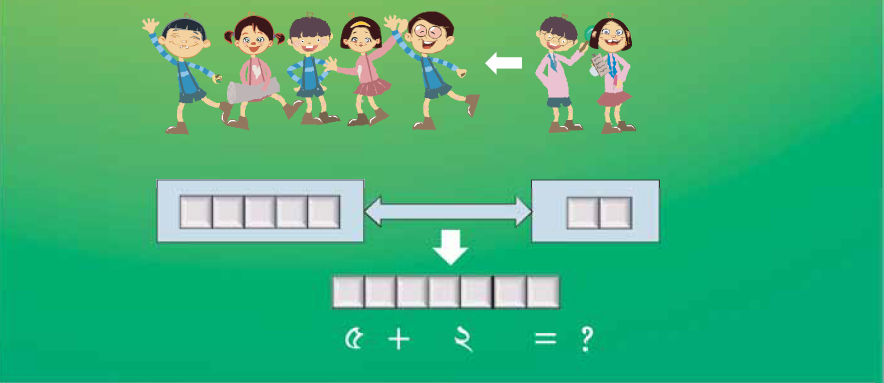 ৫ + ২ = ?